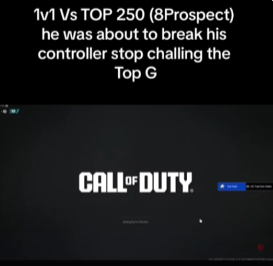 1v1 Vs TOP 250 (8Prospect)
he was about to break his
controller stop challing the
Top G
CALL OF DUTY